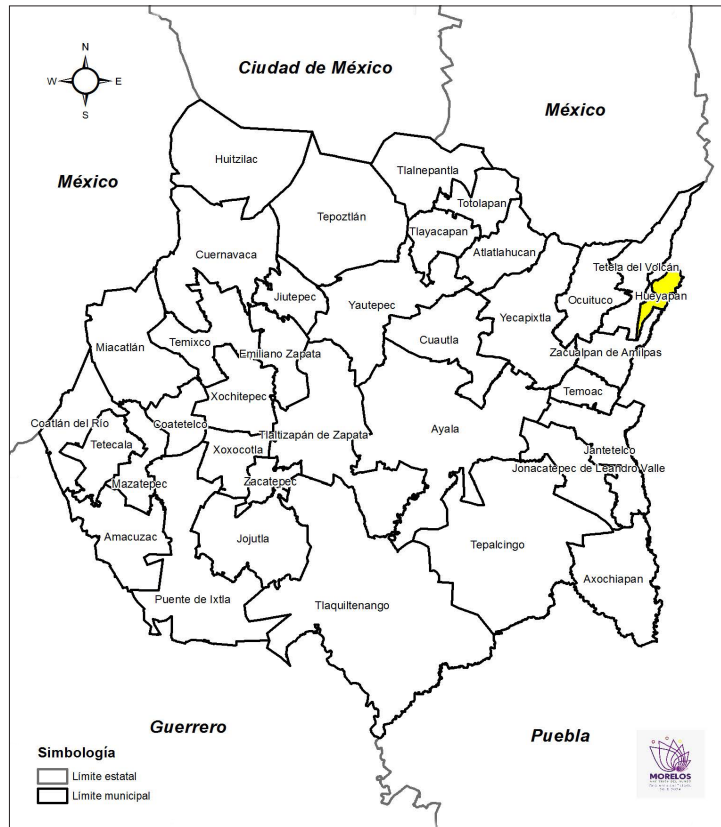 N
Ciudad de México
W E
S
México
México
Huitzilac
Tlalnepantla
Totolapan
Tepoztlán
Tlayacapan
Cuernavaca
Atlatlahucan
Tetela del Volcán
Jiutepec
Hueyapan
Yautepec
Ocuituco
Yecapixtla
Temixco
Cuautla
Miacatlán
Emiliano Zapata
Zacualpan de Amilpas
Xochitepec
Temoac
Coatlán del Río
Coatetelco
Ayala
Tlaltizapán de Zapata
Tetecala
Xoxocotla
Jantetelco
Jonacatepec de Leandro Valle
Mazatepec
Zacatepec
Amacuzac
Jojutla
Tepalcingo
Axochiapan
Puente de Ixtla
Tlaquiltenango
Guerrero
Puebla
Simbología
Límite estatal
Límite municipal
MORELOS